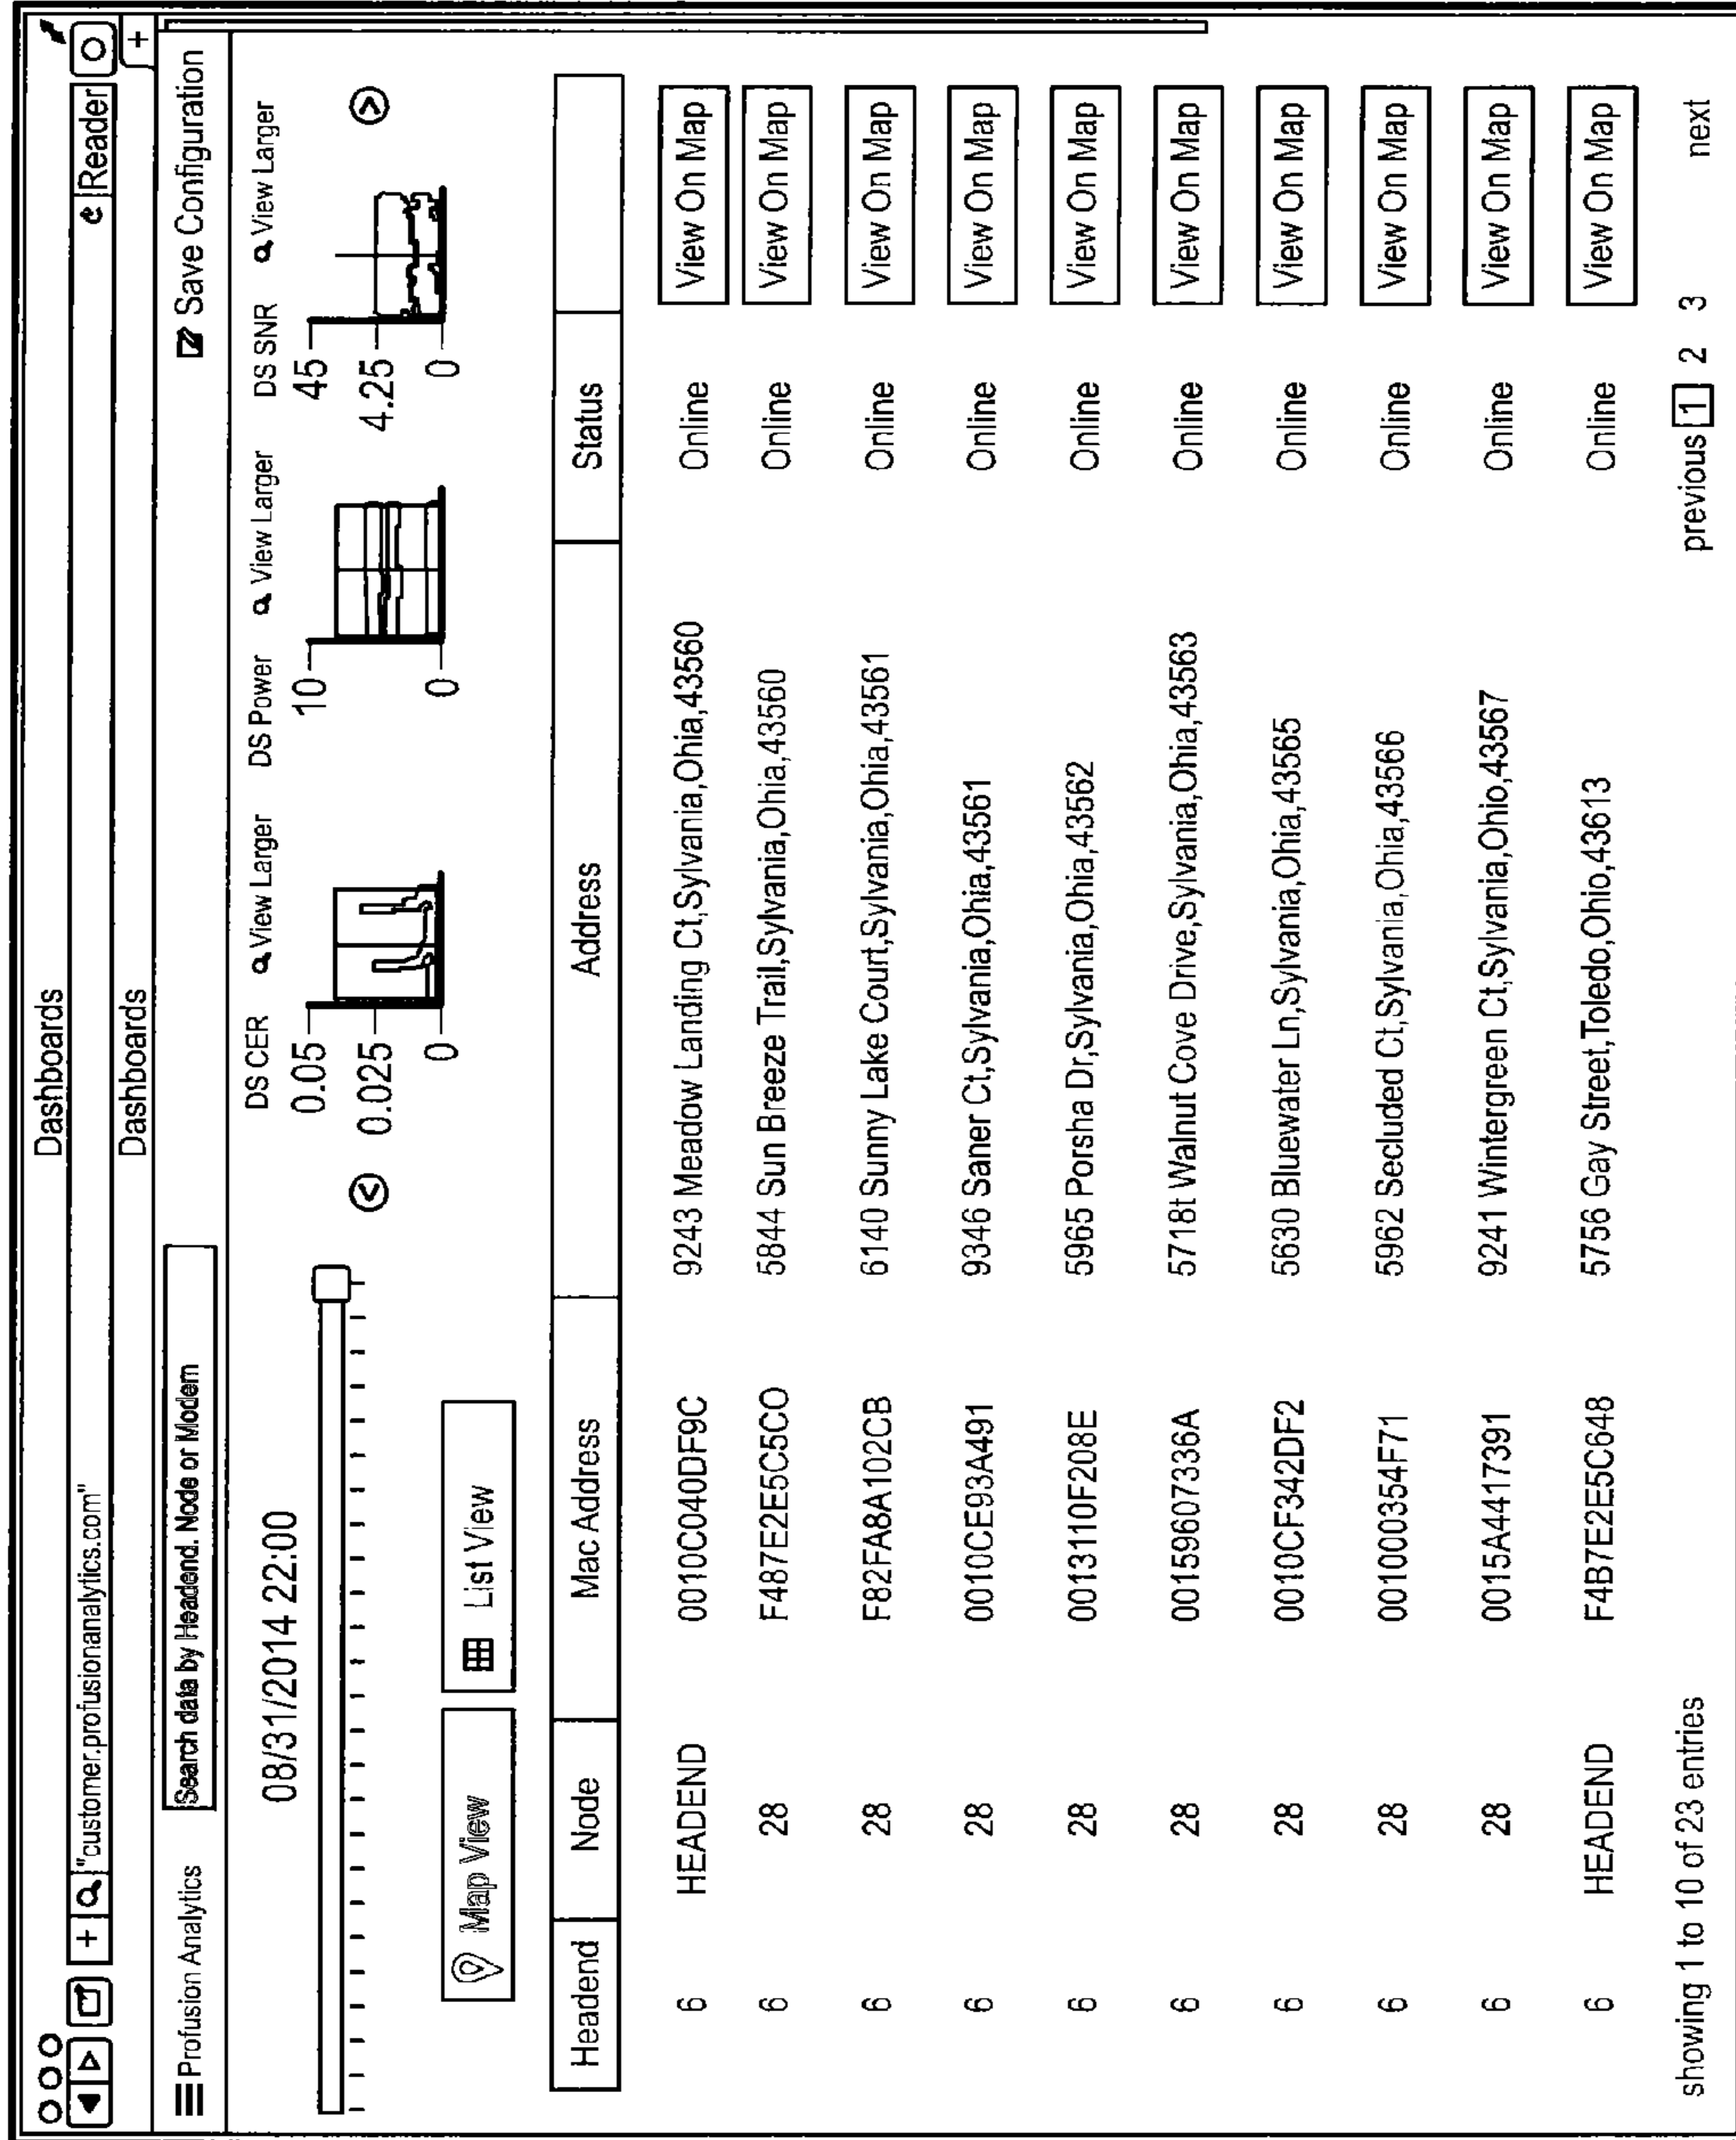 Dashboards
+ "customer.profusionanalytics.com" Reader
Dashboards +
Profusion Analytics Search data by Headend. Node or Modem Save Configuration
08/31/2014 22:00
DS CER View Larger DS Power View Larger DS SNR View Larger
0.05 10 45
0.025 4.25
0 0 0
Map View List View
Headend Node Mac Address Address Status
6 HEADEND 0010C040DF9C 9243 Meadow Landing Ct,Sylvania,Ohia,43560 Online View On Map
6 28 F487E2E5C5CO 5844 Sun Breeze Trail,Sylvania,Ohia,43560 Online View On Map
6 28 F82FA8A102CB 6140 Sunny Lake Court,Sylvania,Ohia,43561 Online View On Map
6 28 0010CE93A491 9346 Saner Ct,Sylvania,Ohia,43561 Online View On Map
6 28 0013110F208E 5965 Porsha Dr,Sylvania,Ohia,43562 Online View On Map
6 28 00159607336A 5718t Walnut Cove Drive,Sylvania,Ohia,43563 Online View On Map
6 28 0010CF342DF2 5630 Bluewater Ln,Sylvania,Ohia,43565 Online View On Map
6 28 001000354F71 5962 Secluded Ct,Sylvania,Ohia,43566 Online View On Map
6 28 0015A4417391 9241 Wintergreen Ct,Sylvania,Ohio,43567 Online View On Map
6 HEADEND F4B7E2E5C648 5756 Gay Street,Toledo,Ohio,43613 Online View On Map
showing 1 to 10 of 23 entries previous 1 2 3 next